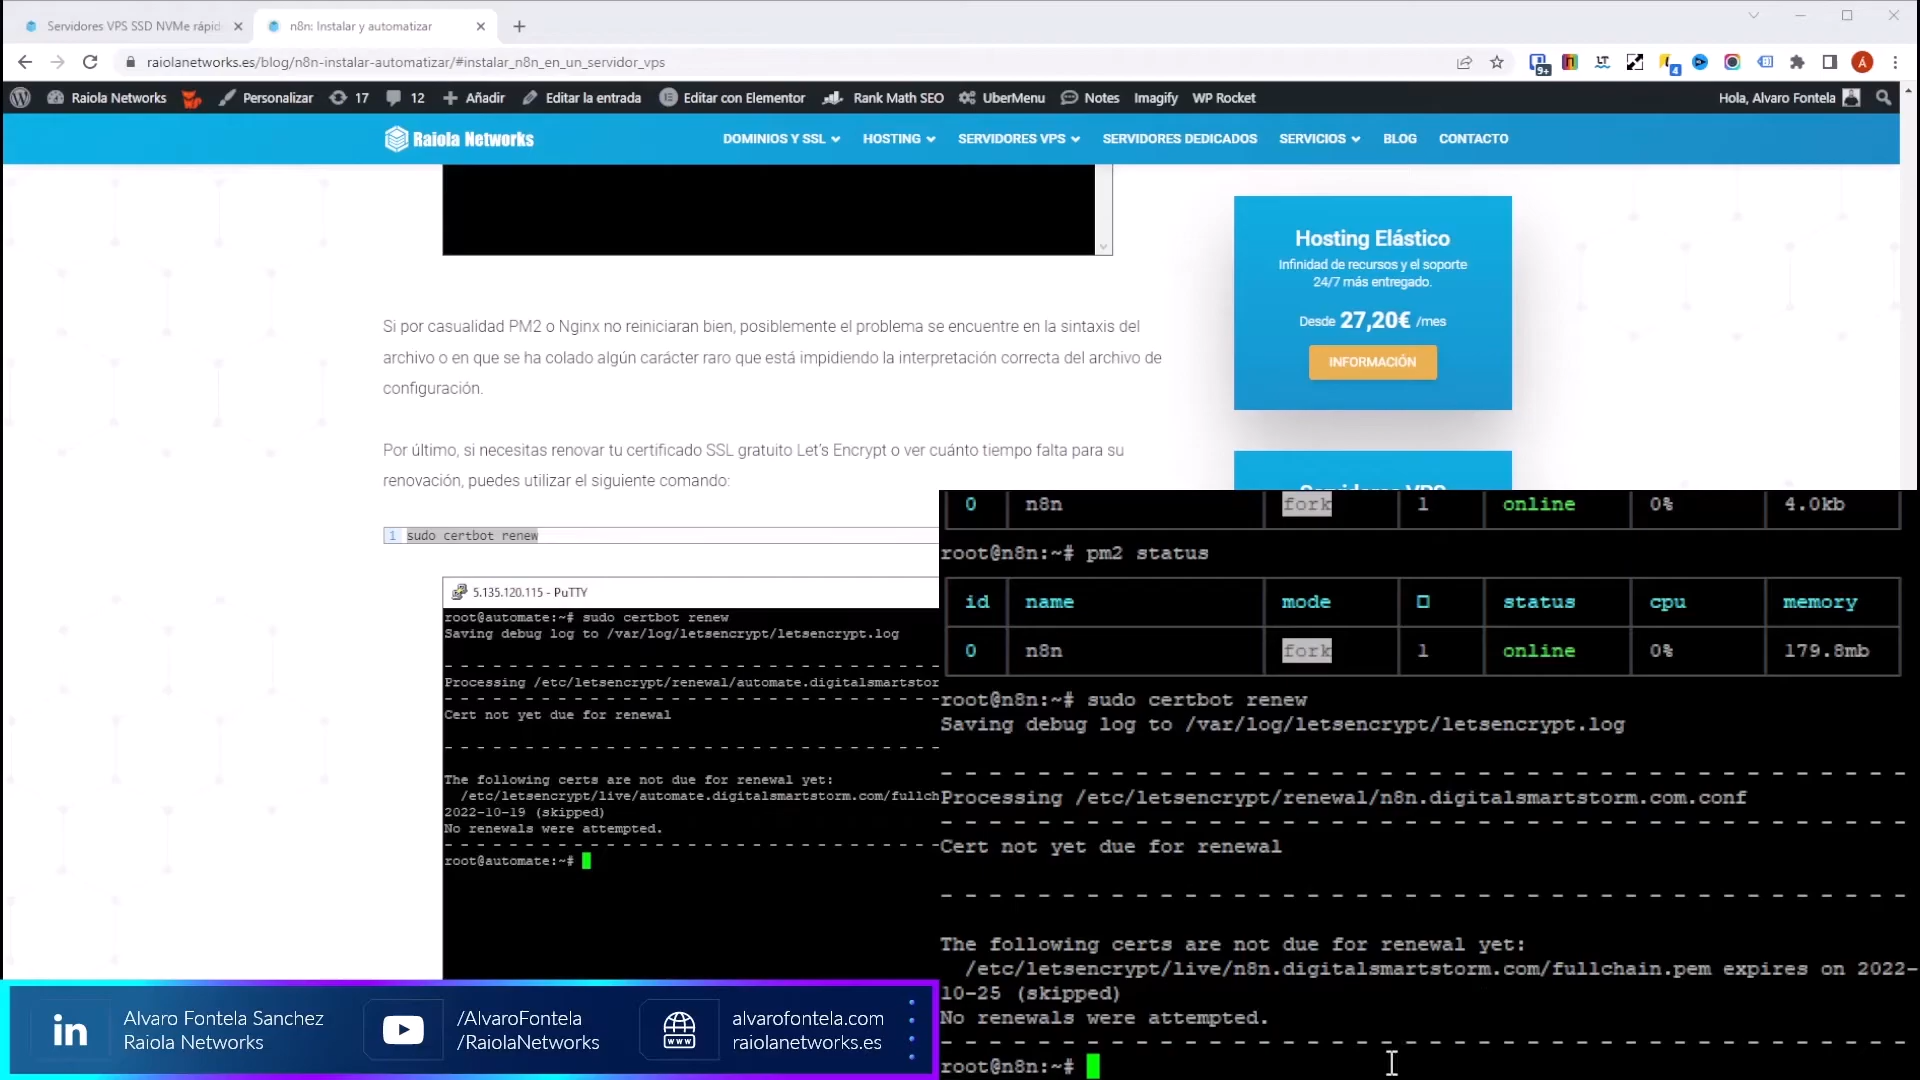 Servidores VPS SSD NVMe rápid
n8n: Instalar y automatizar
raiolanetworks.es/blog/n8n-instalar-automatizar/#instalar_n8n_en_un_servidor_vps
9+
LT
4
Á
Raiola Networks
Personalizar
17
12
Añadir
Editar la entrada
Editar con Elementor
Rank Math SEO
UberMenu
Notes
Imagify
WP Rocket
Hola, Alvaro Fontela
Raiola Networks
DOMINIOS Y SSL
HOSTING
SERVIDORES VPS
SERVIDORES DEDICADOS
SERVICIOS
BLOG
CONTACTO
Hosting Elástico
Infinidad de recursos y el soporte
24/7 más entregado.
Desde 27,20€ /mes
INFORMACIÓN
Si por casualidad PM2 o Nginx no reiniciaran bien, posiblemente el problema se encuentre en la sintaxis del
archivo o en que se ha colado algún carácter raro que está impidiendo la interpretación correcta del archivo de
configuración.
Por último, si necesitas renovar tu certificado SSL gratuito Let's Encrypt o ver cuánto tiempo falta para su
renovación, puedes utilizar el siguiente comando:
1 sudo certbot renew
5.135.120.115 - PuTTY
root@automate:~# sudo certbot renew
Saving debug log to /var/log/letsencrypt/letsencrypt.log
- - - - - - - - - - - - - - - - - - - - - - - - - - - - - -
Processing /etc/letsencrypt/renewal/automate.digitalsmartstor
- - - - - - - - - - - - - - - - - - - - - - - - - - - - - -
Cert not yet due for renewal
- - - - - - - - - - - - - - - - - - - - - - - - - - - - - -
The following certs are not due for renewal yet:
/etc/letsencrypt/live/automate.digitalsmartstorm.com/fullch
2022-10-19 (skipped)
No renewals were attempted.
- - - - - - - - - - - - - - - - - - - - - - - - - - - - - -
root@automate:~#
0 n8n fork 1 online 0% 4.0kb
root@n8n:~# pm2 status
id name mode status cpu memory
0 n8n fork 1 online 0% 179.8mb
root@n8n:~# sudo certbot renew
Saving debug log to /var/log/letsencrypt/letsencrypt.log
- - - - - - - - - - - - - - - - - - - - - - - - - - - - - - - - - - - - - - - -
Processing /etc/letsencrypt/renewal/n8n.digitalsmartstorm.com.conf
- - - - - - - - - - - - - - - - - - - - - - - - - - - - - - - - - - - - - - - -
Cert not yet due for renewal
- - - - - - - - - - - - - - - - - - - - - - - - - - - - - - - - - - - - - - - -
The following certs are not due for renewal yet:
/etc/letsencrypt/live/n8n.digitalsmartstorm.com/fullchain.pem expires on 2022-
10-25 (skipped)
No renewals were attempted.
- - - - - - - - - - - - - - - - - - - - - - - - - - - - - - - - - - - - - - - -
root@n8n:~#
in
Alvaro Fontela Sanchez
Raiola Networks
/AlvaroFontela
/RaiolaNetworks
www
alvarofontela.com
raiolanetworks.es